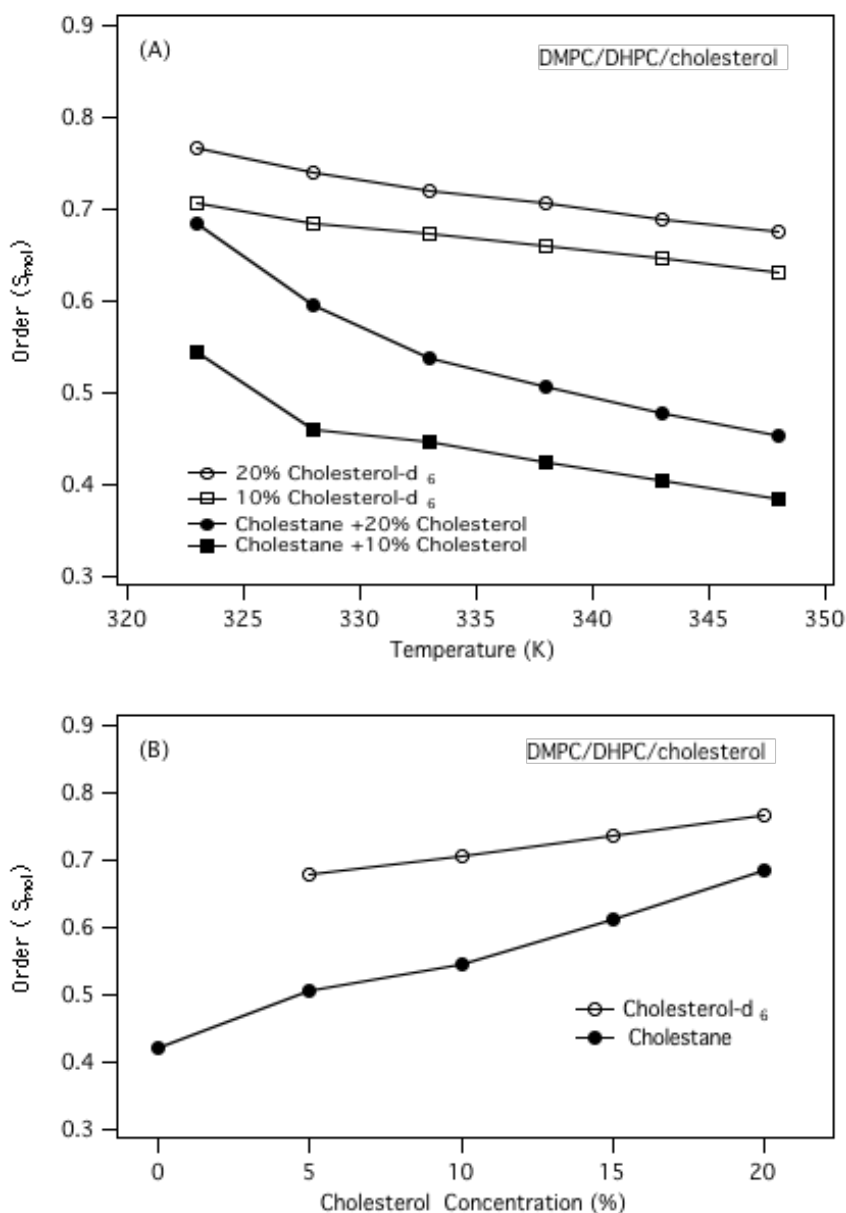 (A)
DMPC/DHPC/cholesterol
0.9
0.8
0.7
0.6
0.5
0.4
0.3
Order (Smol)
20% Cholesterol-d 6
10% Cholesterol-d 6
Cholestane +20% Cholesterol
Cholestane +10% Cholesterol
320 325 330 335 340 345 350
Temperature (K)
(B)
DMPC/DHPC/cholesterol
0.9
0.8
0.7
0.6
0.5
0.4
0.3
Order ( Smol)
Cholesterol-d 6
Cholestane
0 5 10 15 20
Cholesterol Concentration (%)